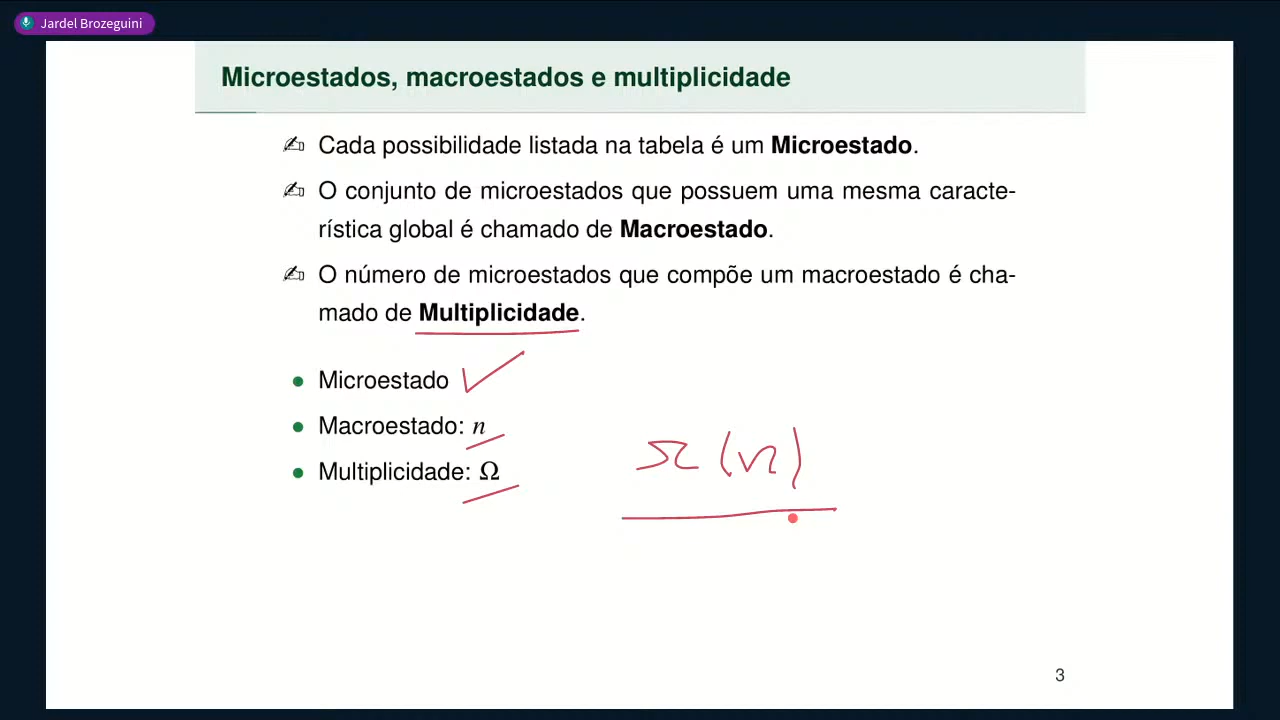 Jardel Brozeguini
Microestados, macroestados e multiplicidade
Cada possibilidade listada na tabela é um Microestado.
O conjunto de microestados que possuem uma mesma caracte-
rística global é chamado de Macroestado.
O número de microestados que compõe um macroestado é cha-
mado de Multiplicidade.
Microestado
Macroestado: n
Multiplicidade: Ω
Ω (n)
3